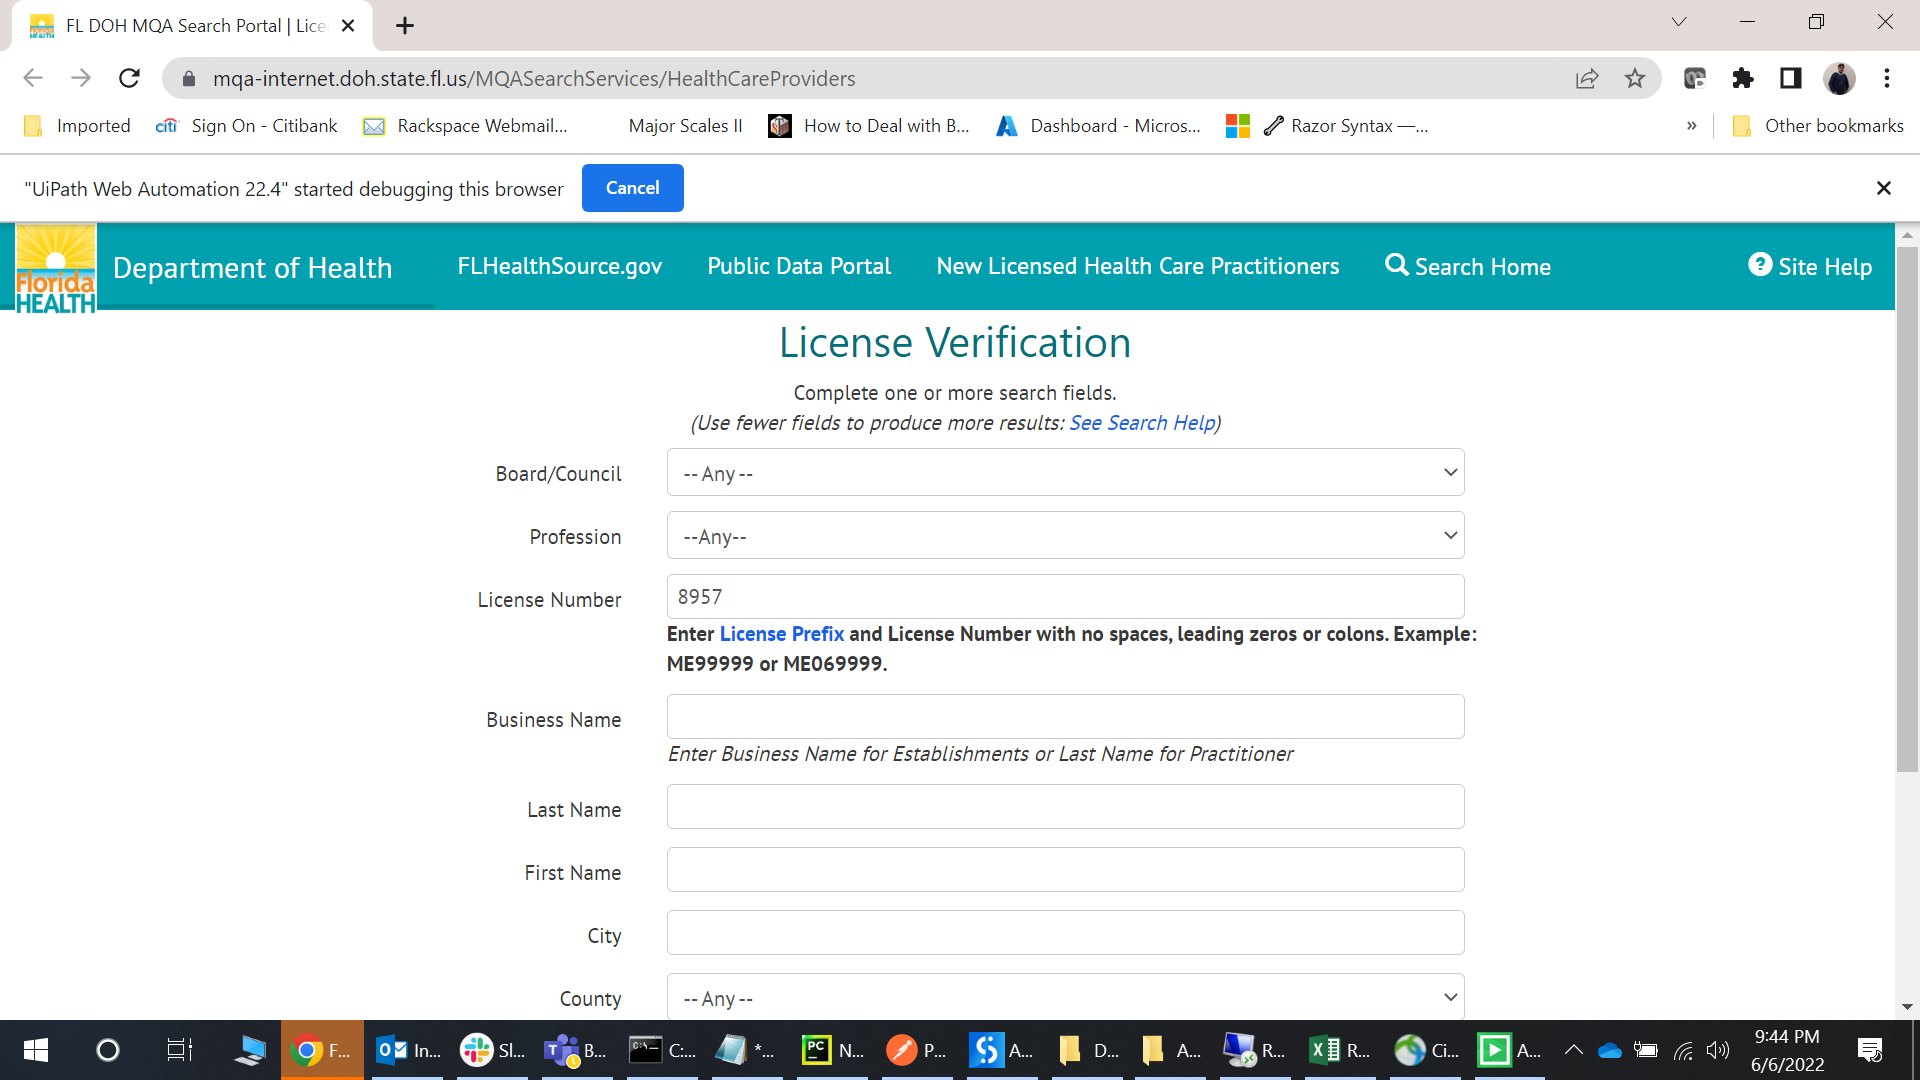 FL DOH MQA Search Portal | Lice
mqa-internet.doh.state.fl.us/MQASearchServices/HealthCareProviders
Imported
citi Sign On - Citibank
Rackspace Webmail...
Major Scales II
How to Deal with B...
Dashboard - Micros...
Razor Syntax —...
»
Other bookmarks
"UiPath Web Automation 22.4" started debugging this browser
Cancel
Florida HEALTH
Department of Health
FLHealthSource.gov
Public Data Portal
New Licensed Health Care Practitioners
Search Home
Site Help
License Verification
Complete one or more search fields.
(Use fewer fields to produce more results: See Search Help)
Board/Council
-- Any --
Profession
--Any--
License Number
8957
Enter License Prefix and License Number with no spaces, leading zeros or colons. Example:
ME99999 or ME069999.
Business Name
Enter Business Name for Establishments or Last Name for Practitioner
Last Name
First Name
City
County
-- Any --
F...
In...
Sl...
B...
C:...
*...
N...
P...
A...
D...
A...
R...
R...
Ci...
A...
9:44 PM
6/6/2022